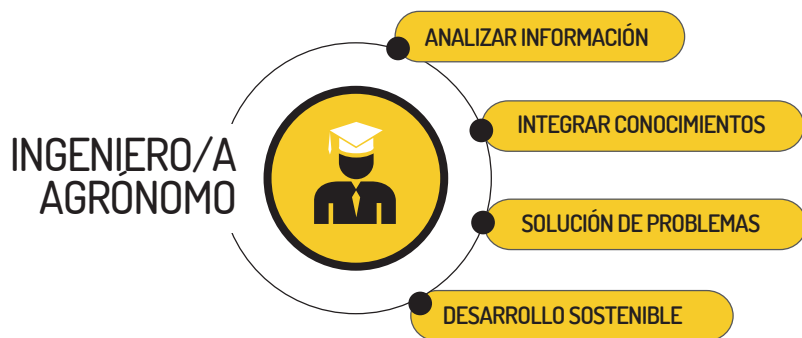 INGENIERO/A
AGRÓNOMO
ANALIZAR INFORMACIÓN
INTEGRAR CONOCIMIENTOS
SOLUCIÓN DE PROBLEMAS
DESARROLLO SOSTENIBLE